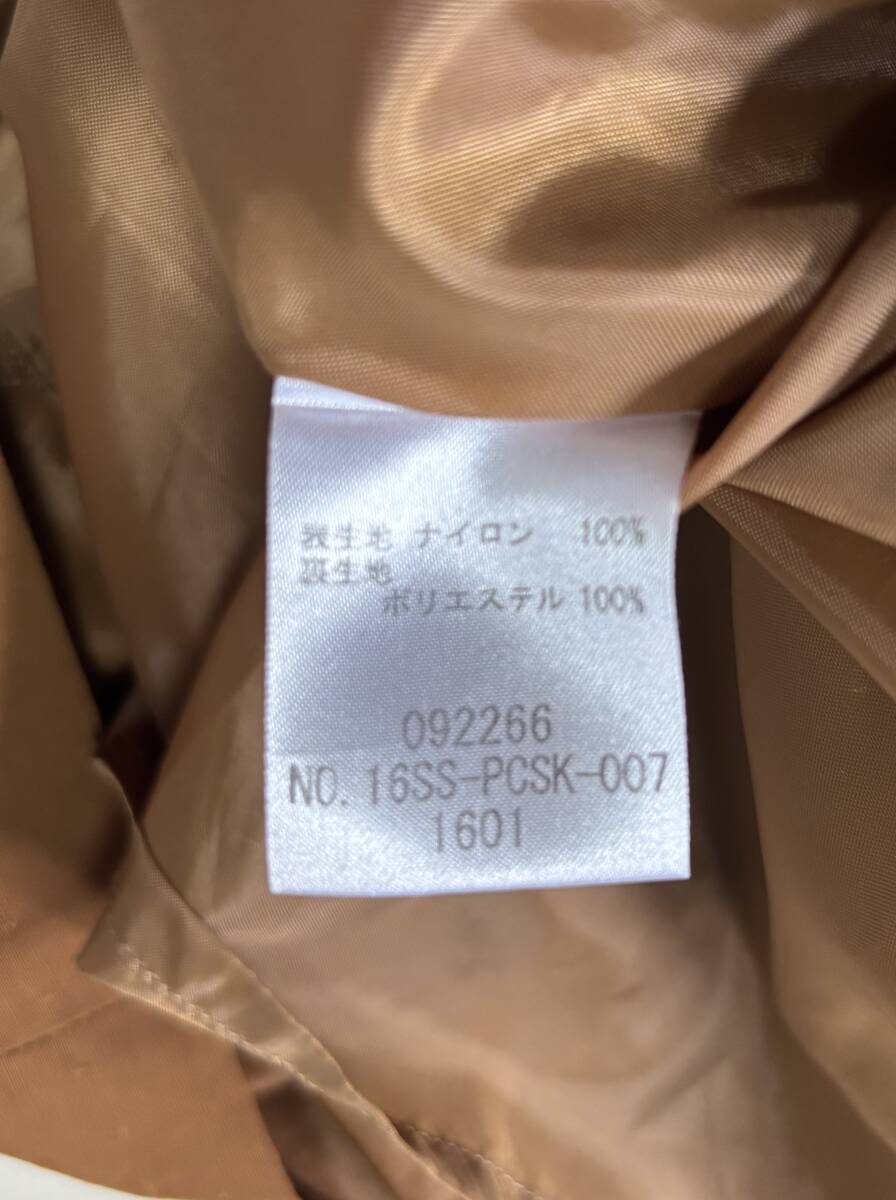 表生地 ナイロン 100%
裏生地
ポリエステル 100%
092266
NO. 16SS-PCSK-007
1601